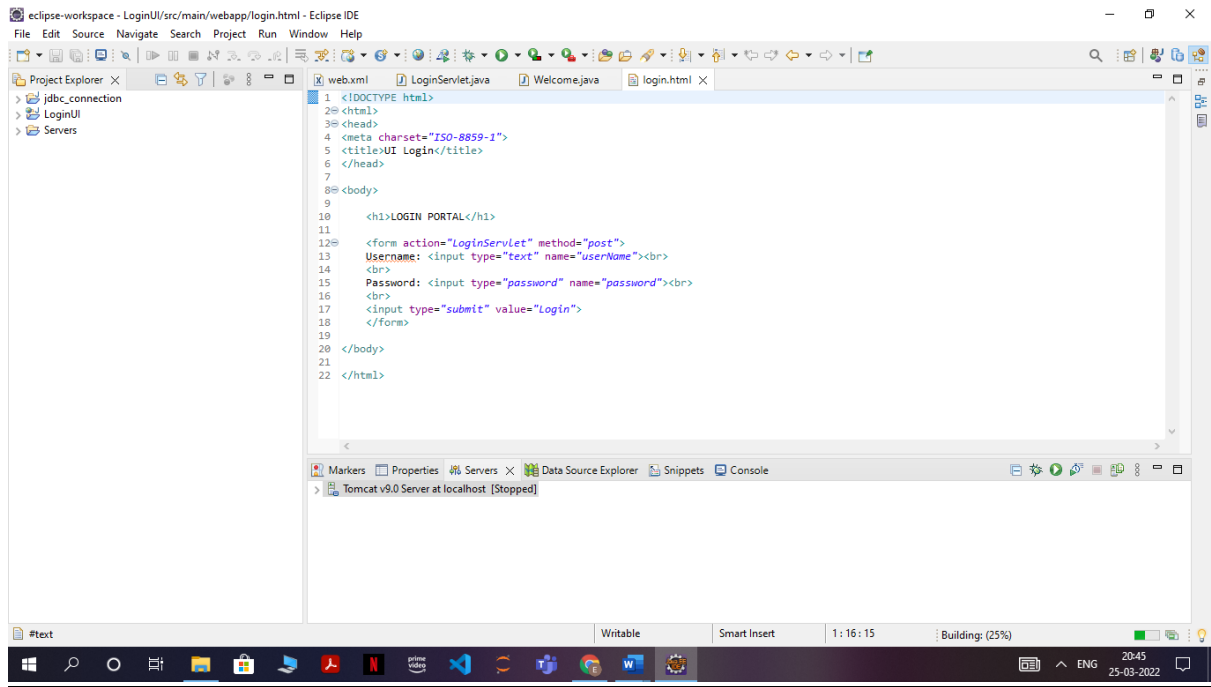 eclipse-workspace - LoginUI/src/main/webapp/login.html - Eclipse IDE
File Edit Source Navigate Search Project Run Window Help
Project Explorer
web.xml LoginServlet.java Welcome.java login.html
jdbc_connection
LoginUI
Servers
1 <!DOCTYPE html>
2 <html>
3 <head>
4 <meta charset="ISO-8859-1">
5 <title>UI Login</title>
6 </head>
7
8 <body>
9
10 <h1>LOGIN PORTAL</h1>
11
12 <form action="LoginServlet" method="post">
13 Username: <input type="text" name="userName"><br>
14 <br>
15 Password: <input type="password" name="password"><br>
16 <br>
17 <input type="submit" value="Login">
18 </form>
19
20 </body>
21
22 </html>
Markers Properties Servers Data Source Explorer Snippets Console
Tomcat v9.0 Server at localhost [Stopped]
#text Writable Smart Insert 1 : 16 : 15 Building: (25%)
prime video
ENG
20:45
25-03-2022